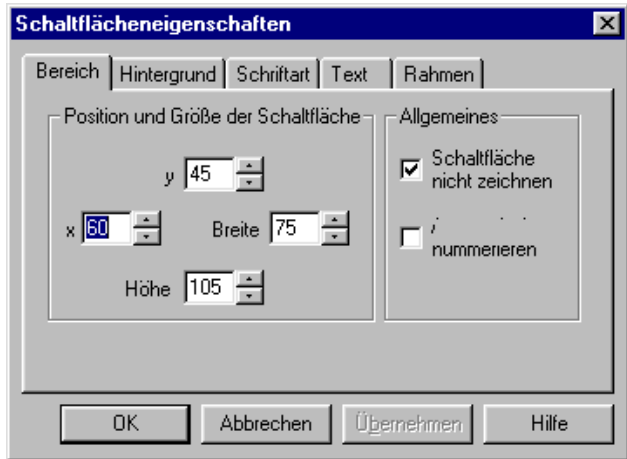 Schaltflächeneigenschaften
Bereich Hintergrund Schriftart Text Rahmen
Position und Größe der Schaltfläche
y 45
x 60 Breite 75
Höhe 105
Allgemeines
Schaltfläche
nicht zeichnen
nummerieren
OK Abbrechen Übernehmen Hilfe